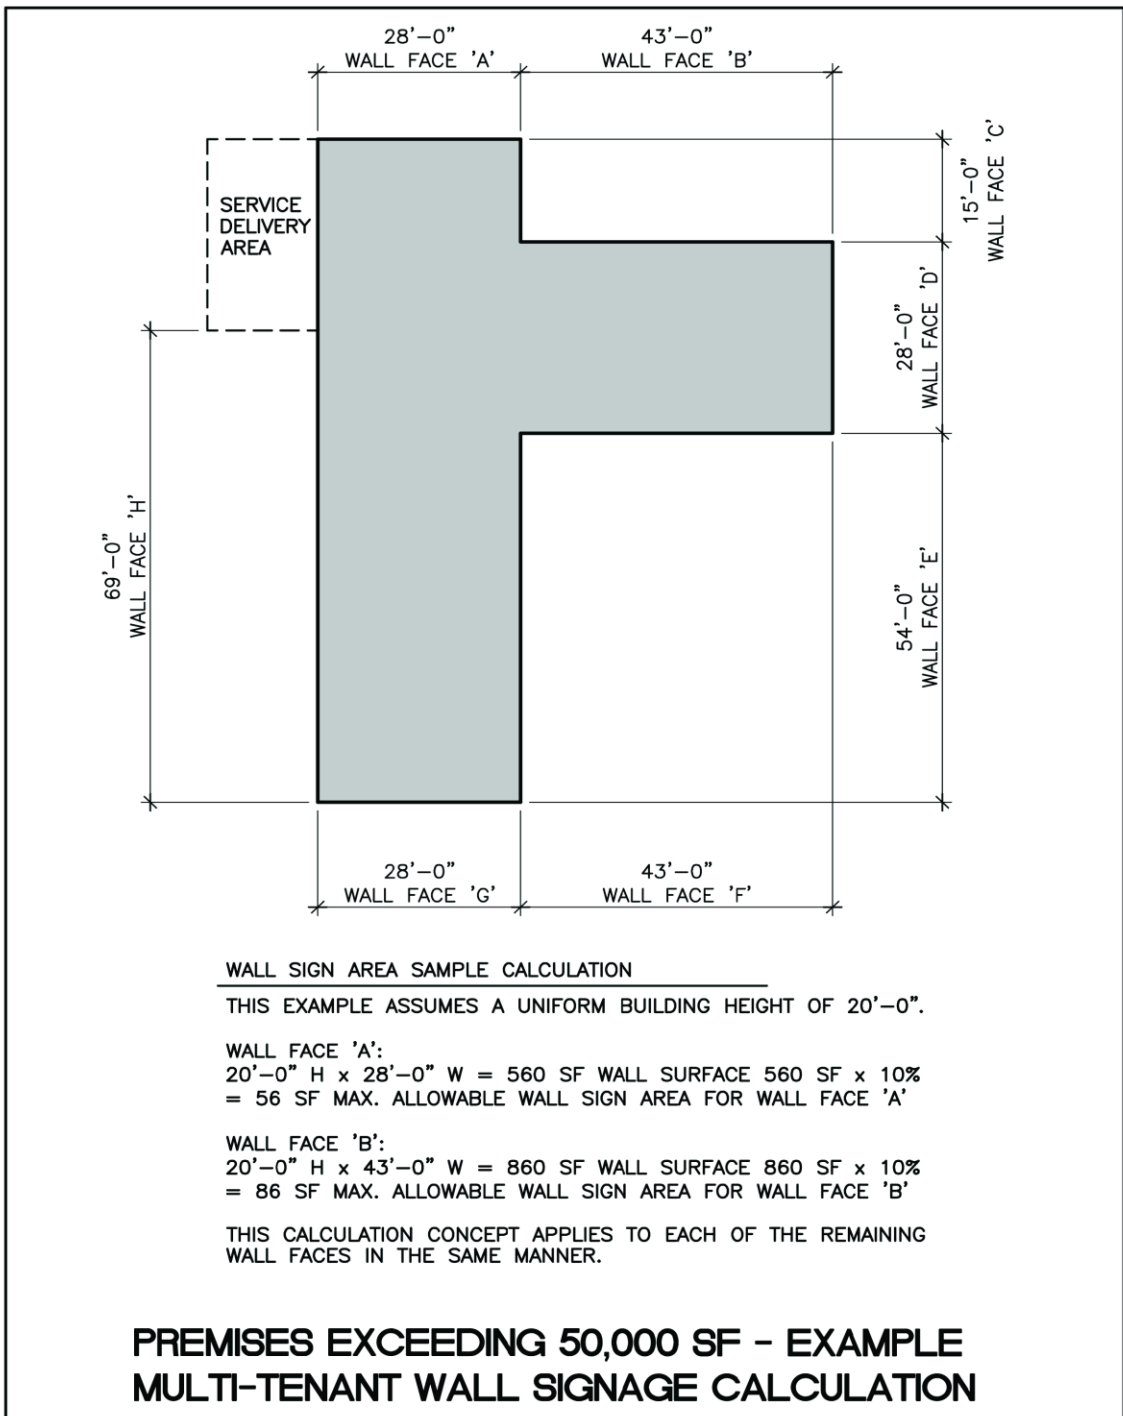 28'-0"
WALL FACE 'A'
43'-0"
WALL FACE 'B'
15'-0"
WALL FACE 'C'
SERVICE
DELIVERY
AREA
28'-0"
WALL FACE 'D'
69'-0"
WALL FACE 'H'
54'-0"
WALL FACE 'E'
28'-0"
WALL FACE 'G'
43'-0"
WALL FACE 'F'
WALL SIGN AREA SAMPLE CALCULATION
THIS EXAMPLE ASSUMES A UNIFORM BUILDING HEIGHT OF 20'-0".
WALL FACE 'A':
20'-0" H x 28'-0" W = 560 SF WALL SURFACE 560 SF x 10%
= 56 SF MAX. ALLOWABLE WALL SIGN AREA FOR WALL FACE 'A'
WALL FACE 'B':
20'-0" H x 43'-0" W = 860 SF WALL SURFACE 860 SF x 10%
= 86 SF MAX. ALLOWABLE WALL SIGN AREA FOR WALL FACE 'B'
THIS CALCULATION CONCEPT APPLIES TO EACH OF THE REMAINING
WALL FACES IN THE SAME MANNER.
PREMISES EXCEEDING 50,000 SF - EXAMPLE
MULTI-TENANT WALL SIGNAGE CALCULATION